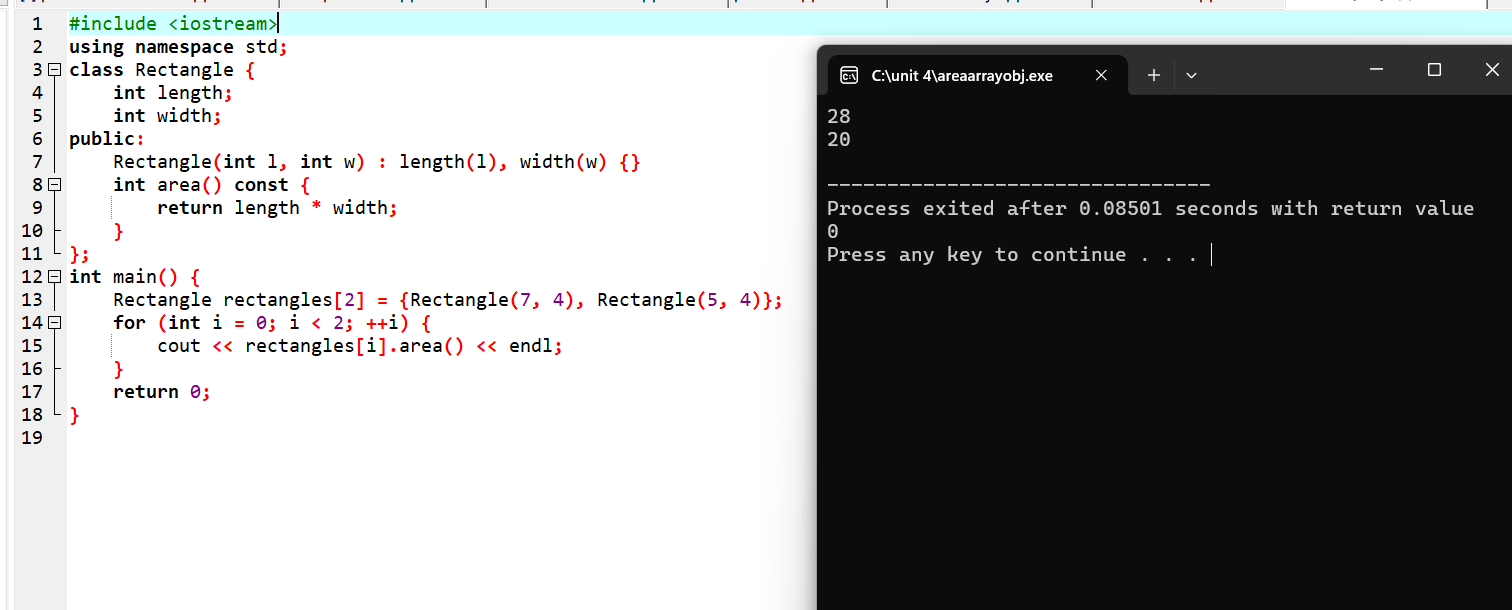 1 #include <iostream>
2 using namespace std;
3 class Rectangle {
4     int length;
5     int width;
6 public:
7     Rectangle(int l, int w) : length(l), width(w) {}
8     int area() const {
9         return length * width;
10     }
11 };
12 int main() {
13     Rectangle rectangles[2] = {Rectangle(7, 4), Rectangle(5, 4)};
14     for (int i = 0; i < 2; ++i) {
15         cout << rectangles[i].area() << endl;
16     }
17     return 0;
18 }
19
C:\unit 4\areaarrayobj.exe
28
20
--------------------------------
Process exited after 0.08501 seconds with return value
0
Press any key to continue . . .